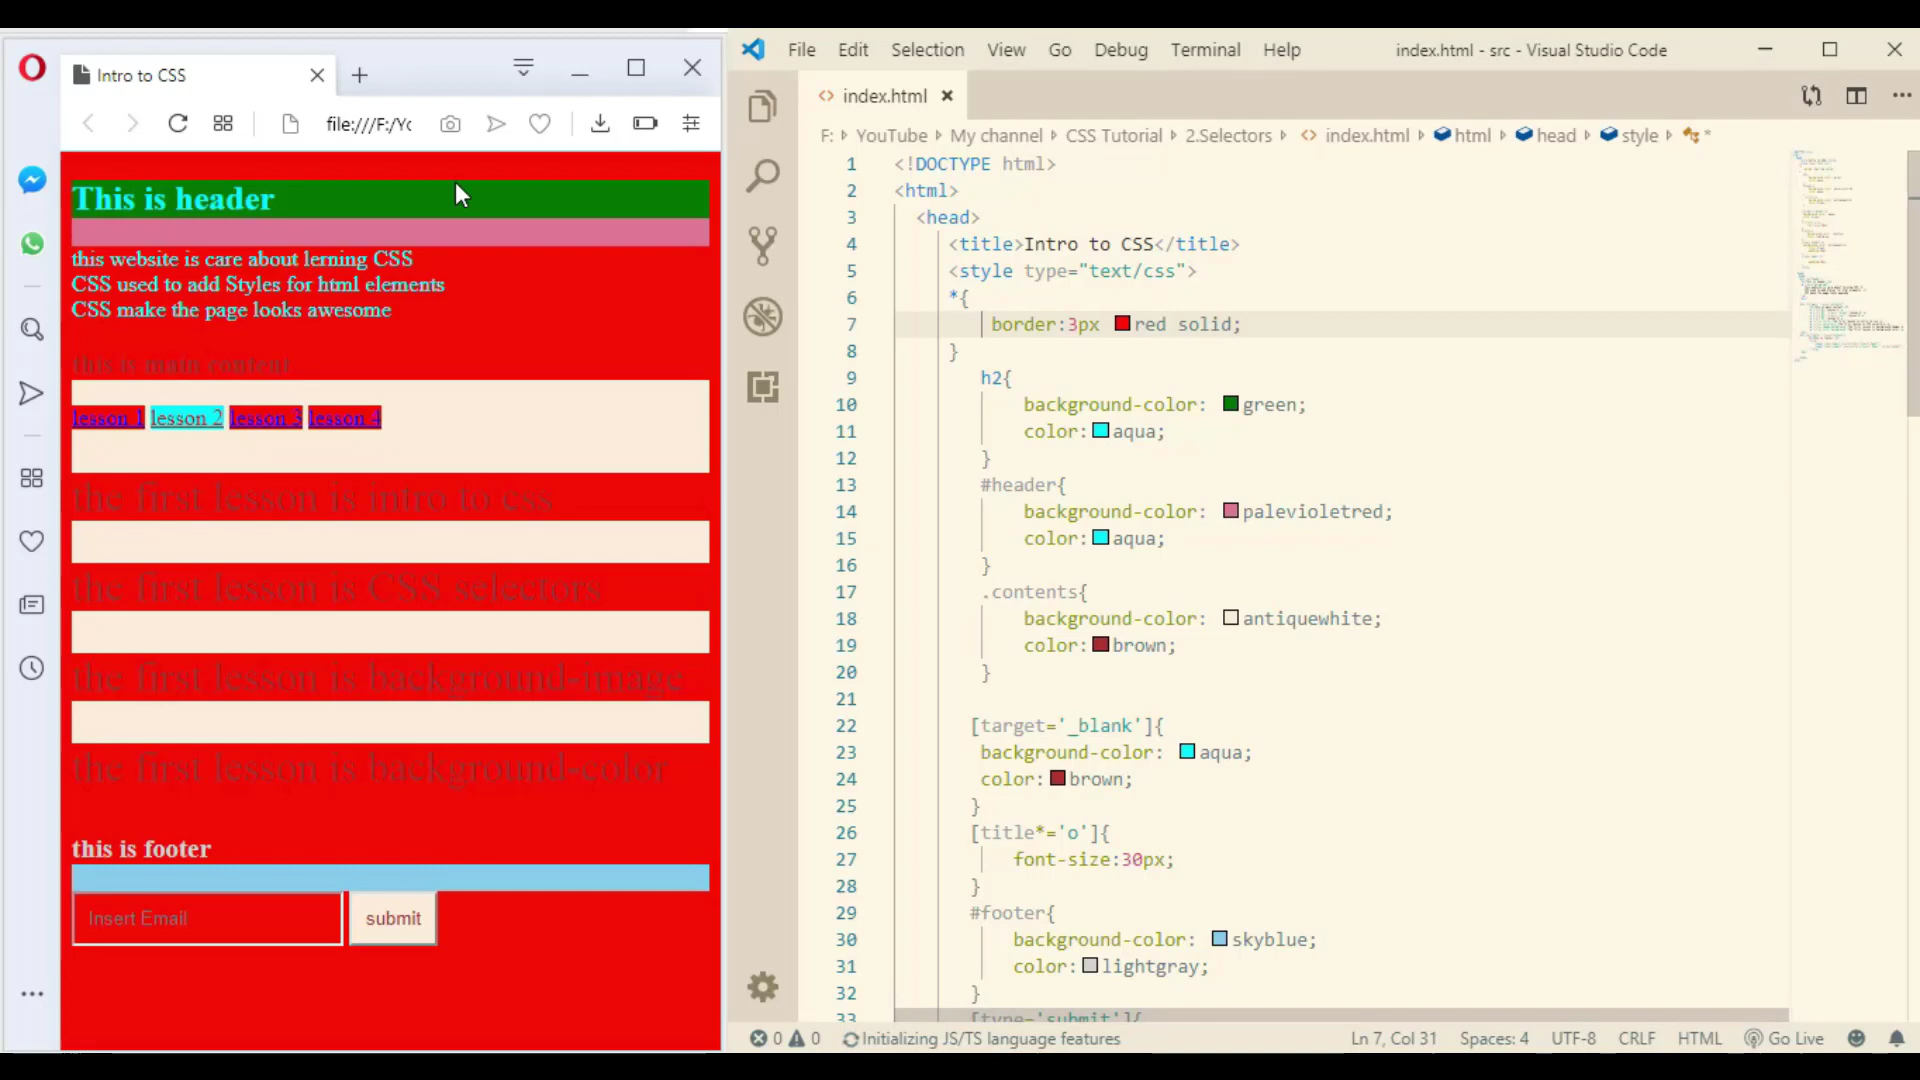 Intro to CSS
file:///F:/Yo
This is header
this website is care about lerning CSS
CSS used to add Styles for html elements
CSS make the page looks awesome
this is main content
lesson 1 lesson 2 lesson 3 lesson 4
the first lesson is intro to css
the first lesson is CSS selectors
the first lesson is background-image
the first lesson is background-color
this is footer
Insert Email submit
File Edit Selection View Go Debug Terminal Help index.html - src - Visual Studio Code
index.html
F: YouTube My channel CSS Tutorial 2.Selectors index.html html head style *
1 <!DOCTYPE html>
2 <html>
3 <head>
4 <title>Intro to CSS</title>
5 <style type="text/css">
6 *{
7 border:3px red solid;
8 }
9 h2{
10 background-color: green;
11 color:aqua;
12 }
13 #header{
14 background-color: palevioletred;
15 color:aqua;
16 }
17 .contents{
18 background-color: antiquewhite;
19 color:brown;
20 }
21
22 [target='_blank']{
23 background-color: aqua;
24 color:brown;
25 }
26 [title*='o']{
27 font-size:30px;
28 }
29 #footer{
30 background-color: skyblue;
31 color:lightgray;
32 }
33 [type='submit']{
0 0 Initializing JS/TS language features Ln 7, Col 31 Spaces: 4 UTF-8 CRLF HTML Go Live